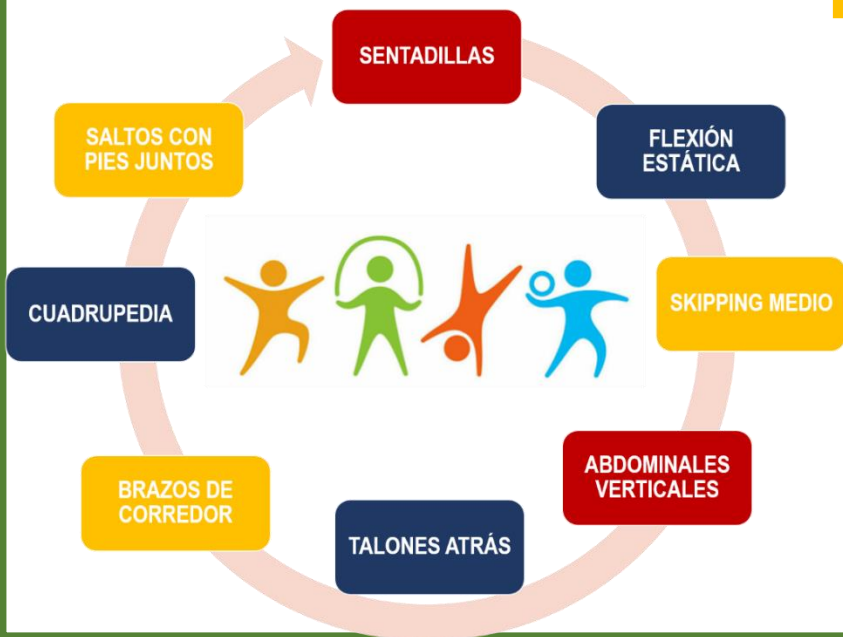 SENTADILLAS
FLEXIÓN
ESTÁTICA
SKIPPING MEDIO
ABDOMINALES
VERTICALES
TALONES ATRÁS
BRAZOS DE
CORREDOR
CUADRUPEDIA
SALTOS CON
PIES JUNTOS